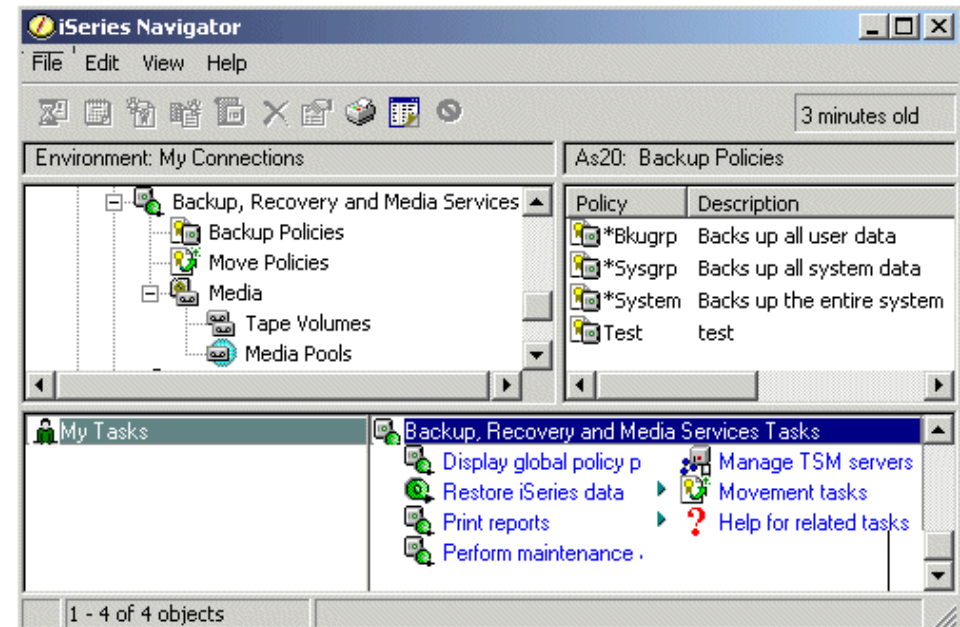 iSeries Navigator
File Edit View Help
3 minutes old
Environment: My Connections
As20: Backup Policies
Backup, Recovery and Media Services
Backup Policies
Move Policies
Media
Tape Volumes
Media Pools
Policy Description
*Bkugrp Backs up all user data
*Sysgrp Backs up all system data
*System Backs up the entire system
Test test
My Tasks
Backup, Recovery and Media Services Tasks
Display global policy p
Manage TSM servers
Restore iSeries data
Movement tasks
Print reports
Help for related tasks
Perform maintenance
1 - 4 of 4 objects